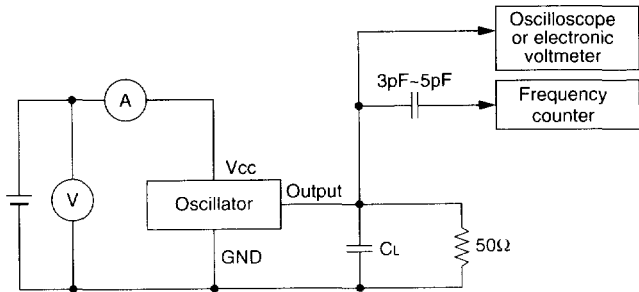 Oscilloscope
or electronic
voltmeter
3pF~5pF
Frequency
counter
A
Vcc
V
Oscillator
Output
GND
CL
50Ω